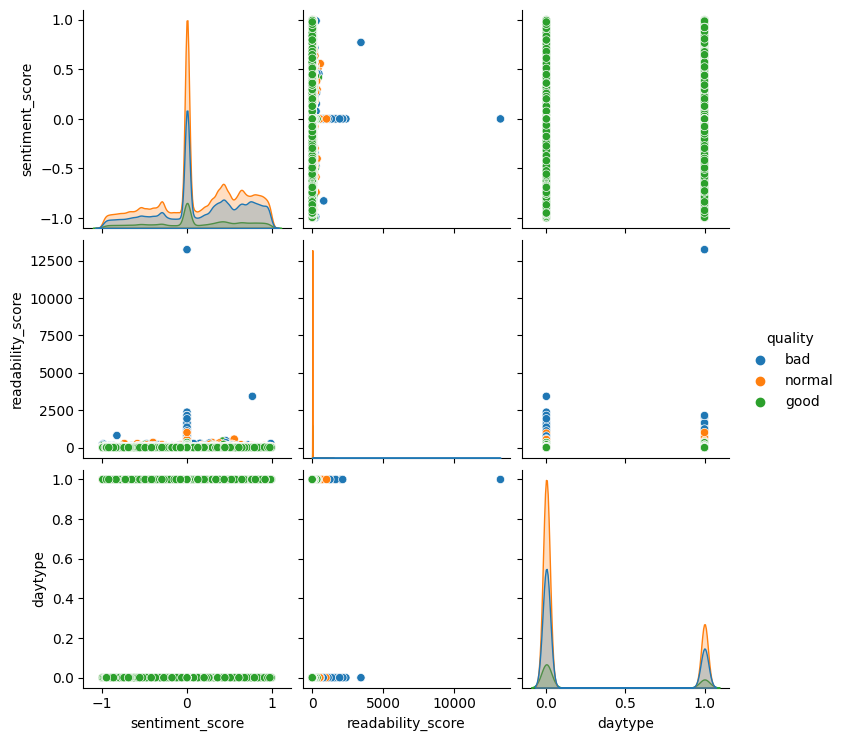 1.0
0.5
0.0
−0.5
−1.0
sentiment_score
12500
10000
7500
5000
2500
0
readability_score
quality
bad
normal
good
1.0
0.8
0.6
0.4
0.2
0.0
daytype
−1 0 1
sentiment_score
0 5000 10000
readability_score
0.0 0.5 1.0
daytype